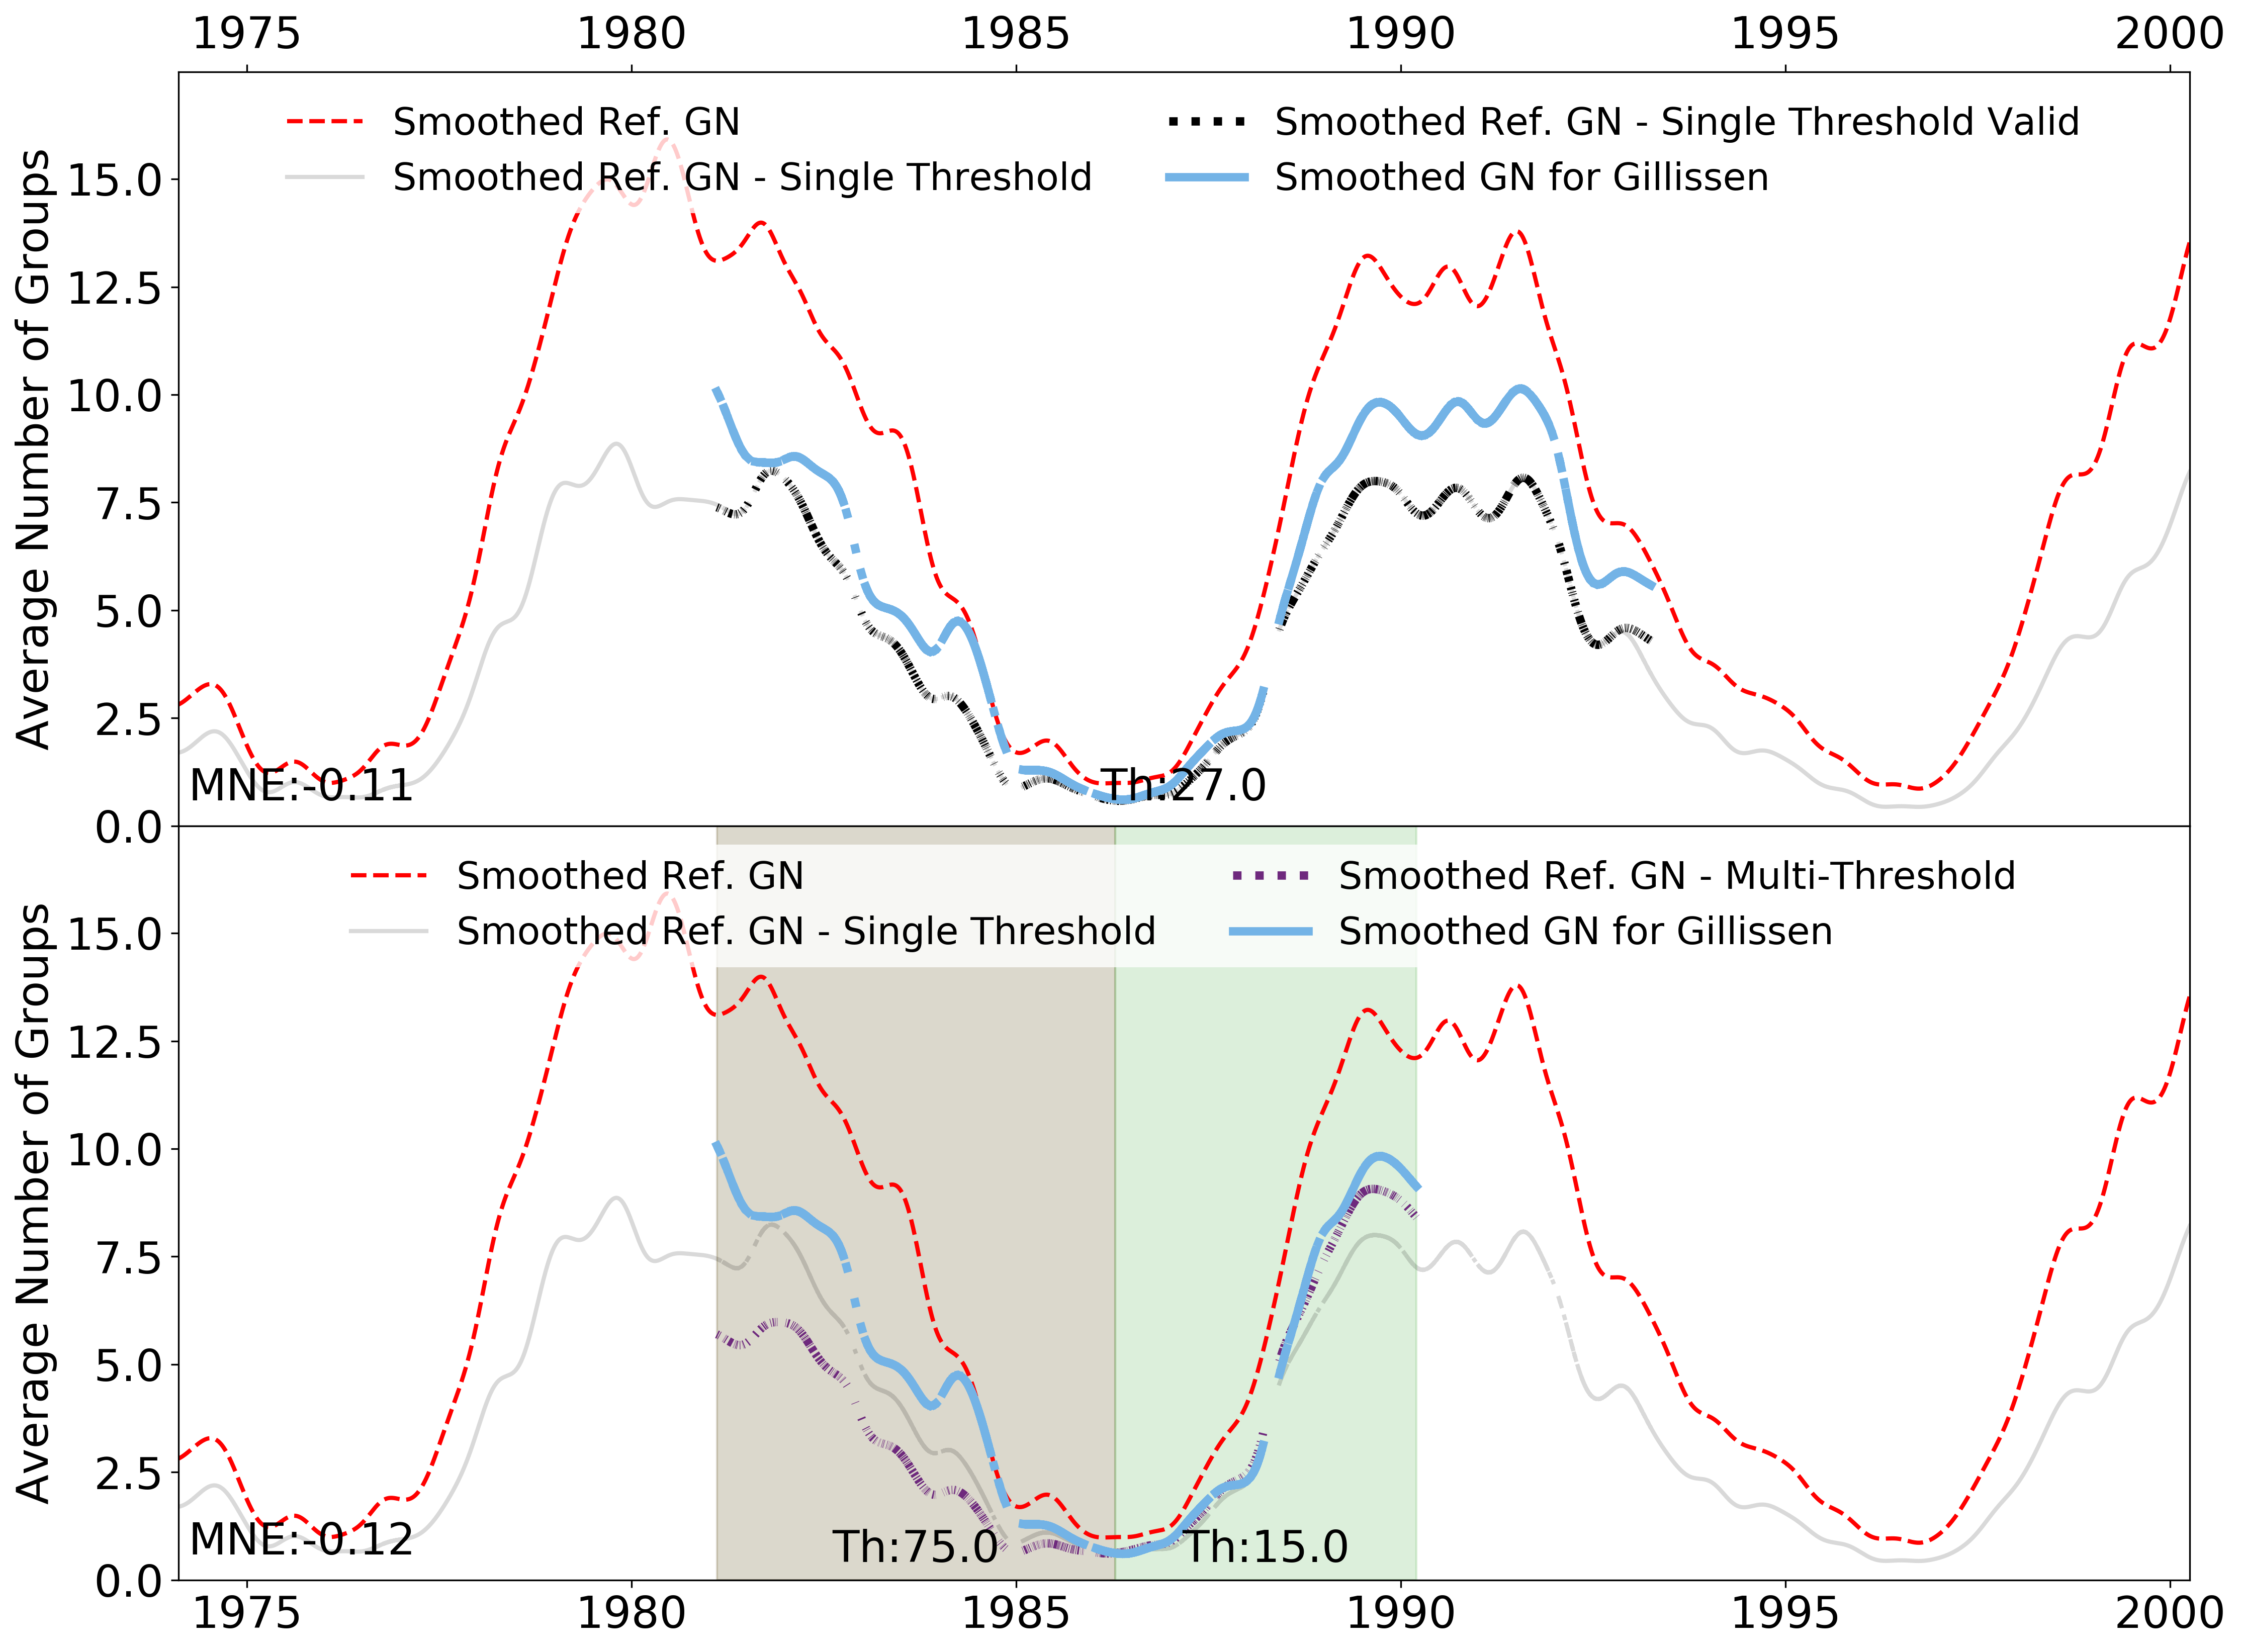 1975 1980 1985 1990 1995 2000
Smoothed Ref. GN
Smoothed Ref. GN - Single Threshold
Smoothed Ref. GN - Single Threshold Valid
Smoothed GN for Gillissen
Average Number of Groups
15.0
12.5
10.0
7.5
5.0
2.5
0.0
MNE:-0.11
Th:27.0
Smoothed Ref. GN
Smoothed Ref. GN - Single Threshold
Smoothed Ref. GN - Multi-Threshold
Smoothed GN for Gillissen
Average Number of Groups
15.0
12.5
10.0
7.5
5.0
2.5
0.0
MNE:-0.12
Th:75.0
Th:15.0
1975 1980 1985 1990 1995 2000